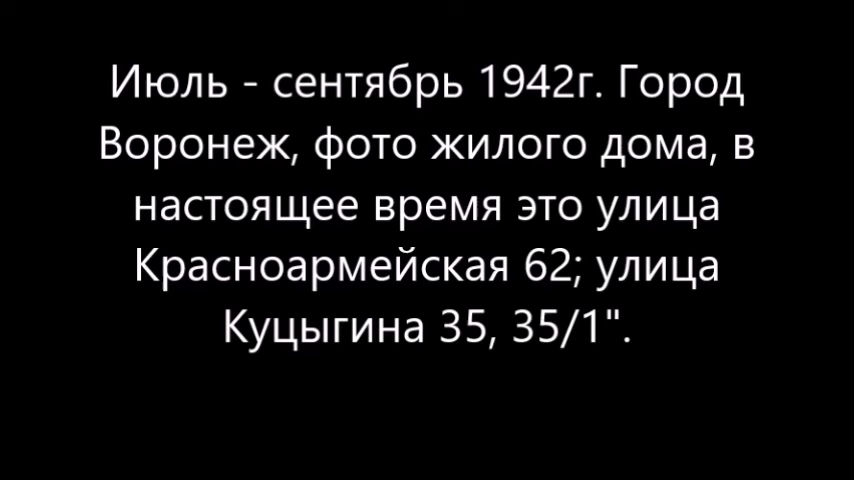 Июль - сентябрь 1942г. Город
Воронеж, фото жилого дома, в
настоящее время это улица
Красноармейская 62; улица
Куцыгина 35, 35/1".